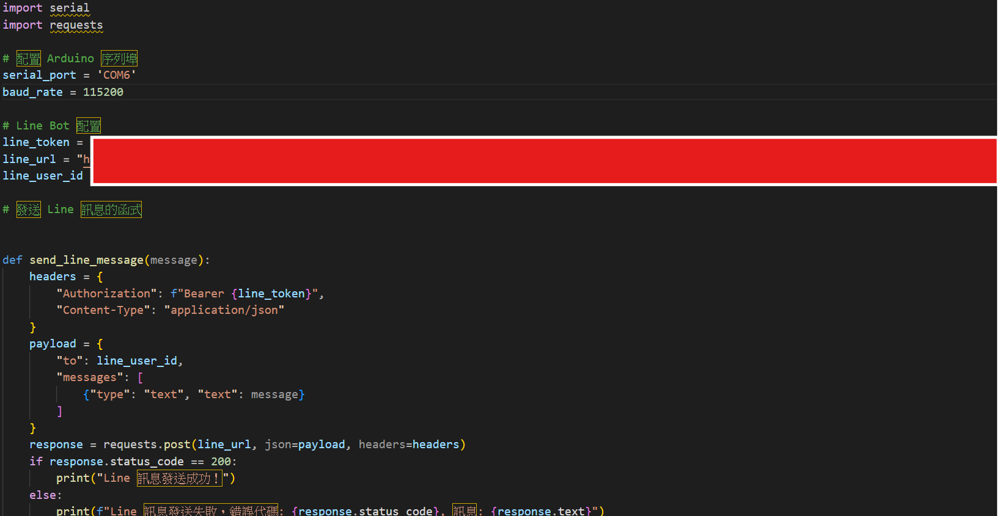 import serial
import requests
# 配置 Arduino 序列埠
serial_port = 'COM6'
baud_rate = 115200
# Line Bot 配置
line_token =
line_url = "h
line_user_id
# 發送 Line 訊息的函式
def send_line_message(message):
headers = {
"Authorization": f"Bearer {line_token}",
"Content-Type": "application/json"
}
payload = {
"to": line_user_id,
"messages": [
{"type": "text", "text": message}
]
}
response = requests.post(line_url, json=payload, headers=headers)
if response.status_code == 200:
print("Line 訊息發送成功！")
else:
print(f"Line 訊息發送失敗，錯誤代碼: {response.status_code}, 訊息: {response.text}")